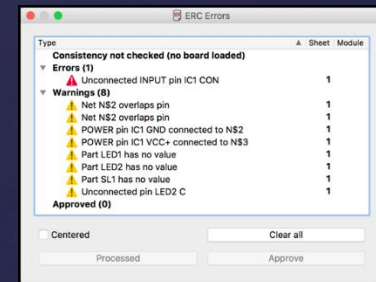 ERC Errors
Type Sheet Module
Consistency not checked (no board loaded)
Errors (1)
Unconnected INPUT pin IC1 CON 1
Warnings (8)
Net N$2 overlaps pin 1
Net N$2 overlaps pin 1
POWER pin IC1 GND connected to N$2 1
POWER pin IC1 VCC+ connected to N$3 1
Part LED1 has no value 1
Part LED2 has no value 1
Part SL1 has no value 1
Unconnected pin LED2 C 1
Approved (0)
Centered Clear all
Processed Approve